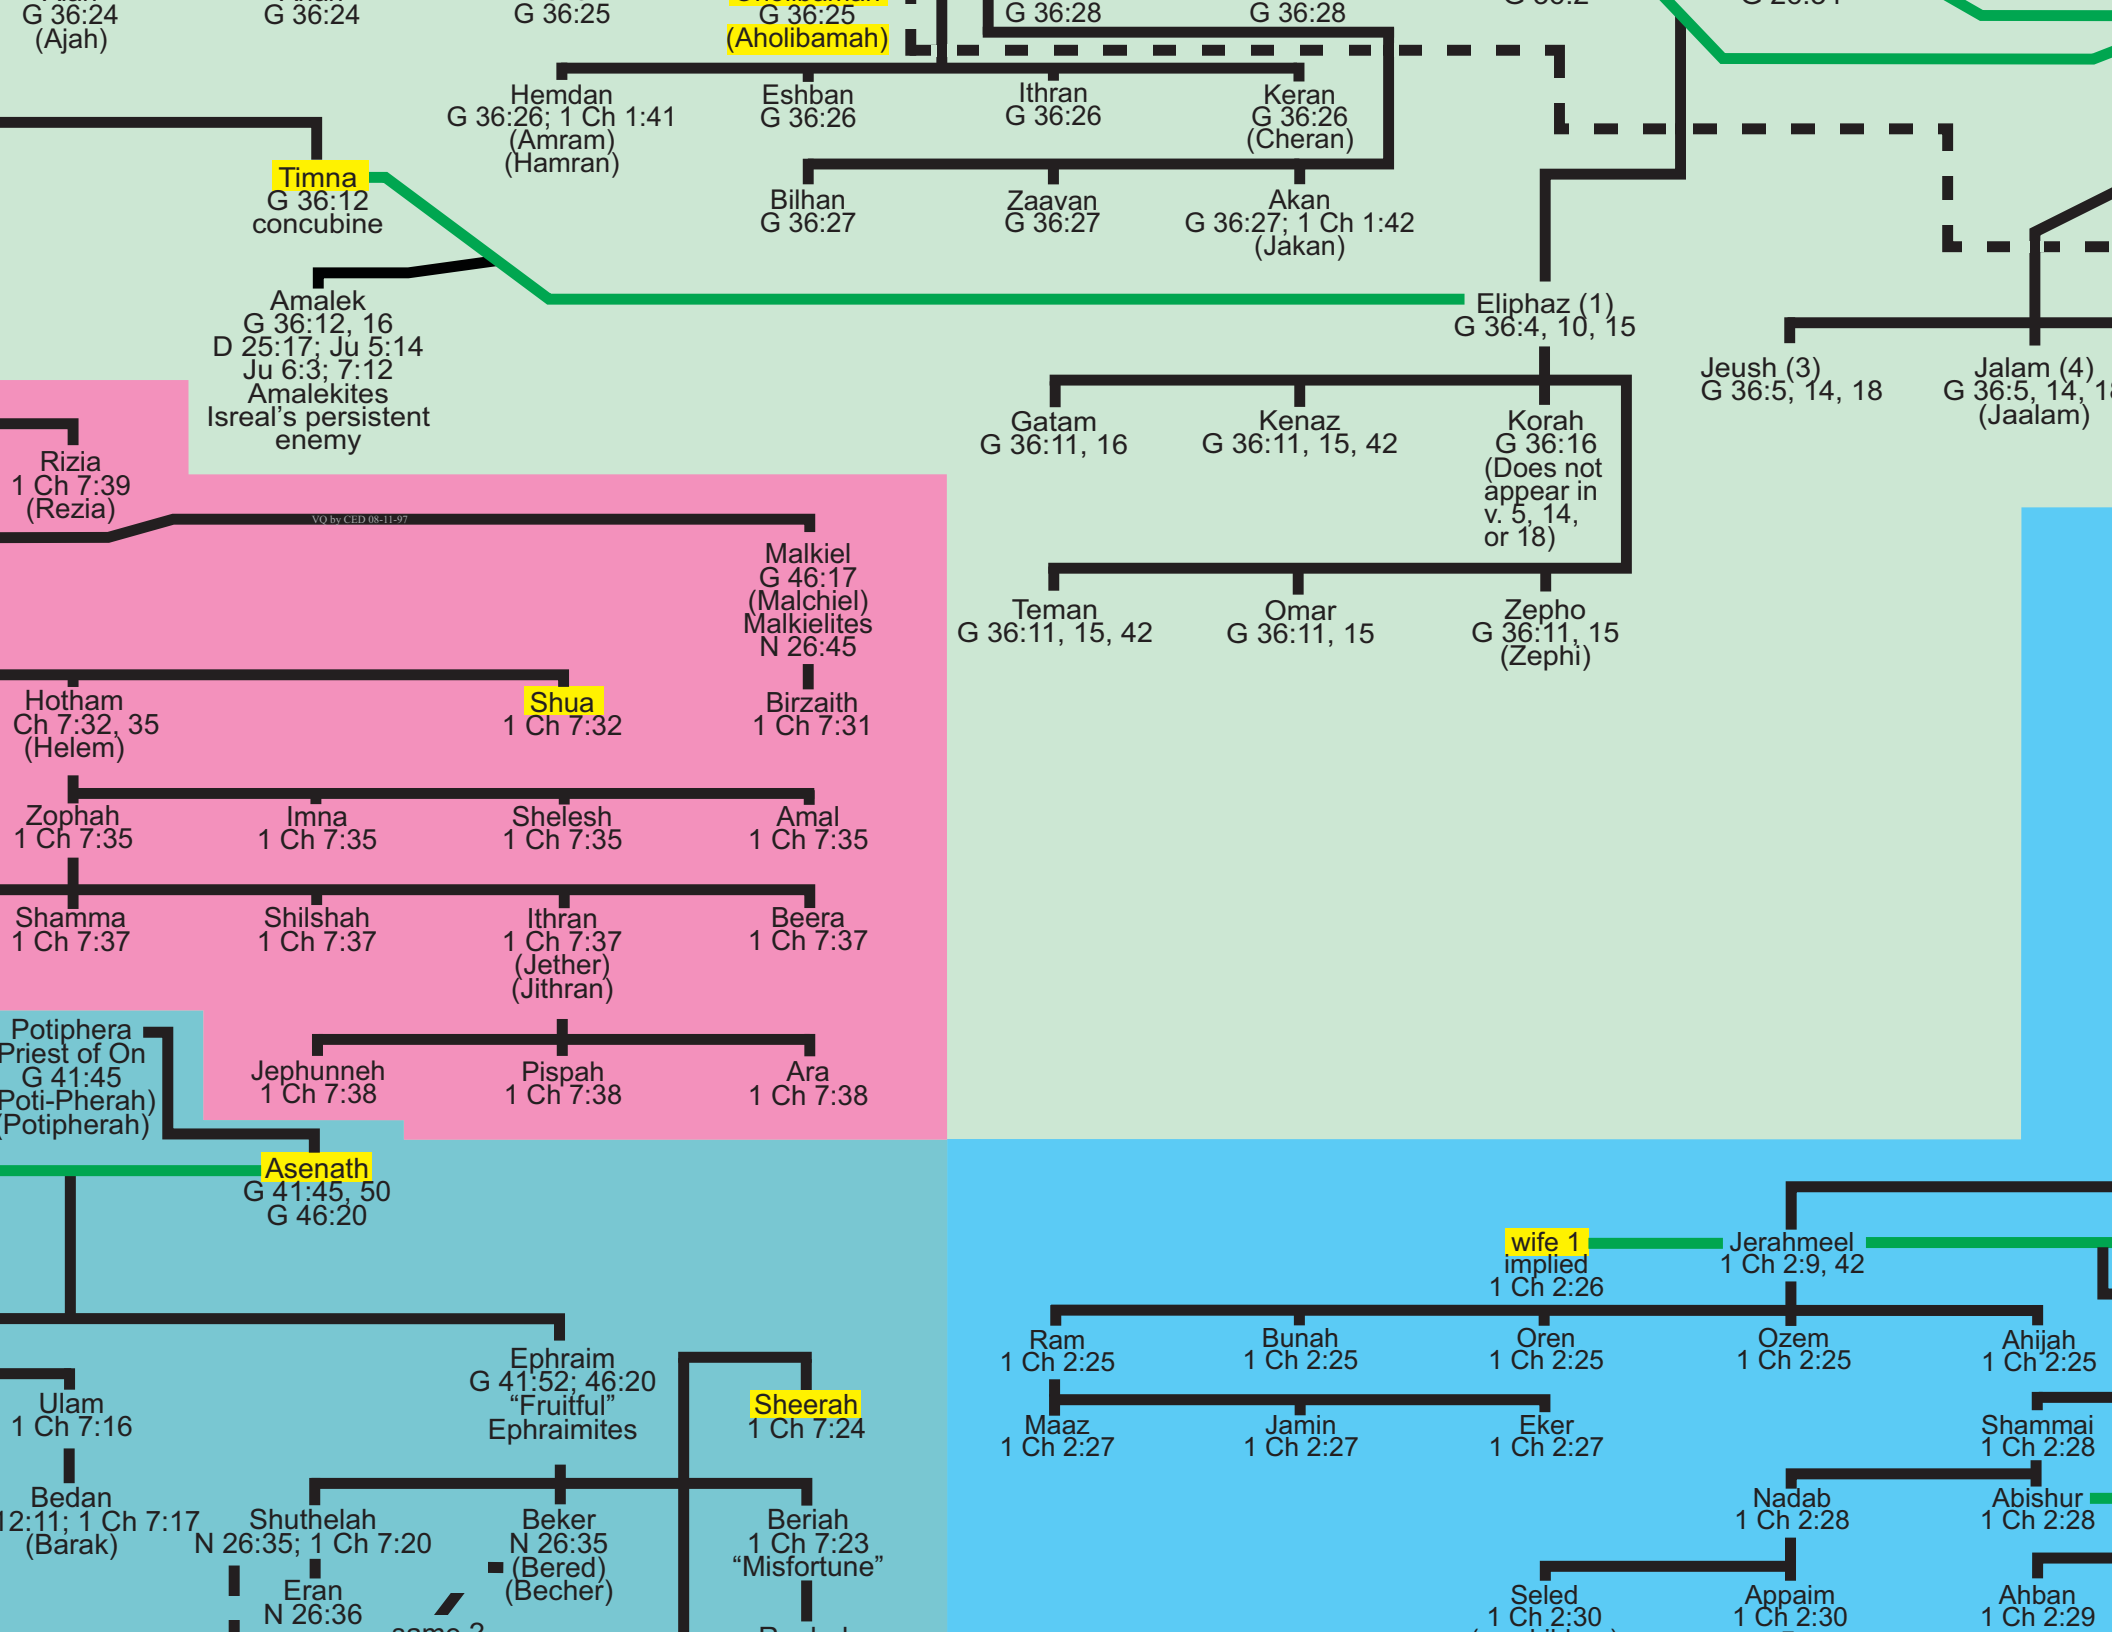 G 36:24
(Ajah)
G 36:24
G 36:25
G 36:25
(Aholibamah)
G 36:28
G 36:28
Hemdan
G 36:26; 1 Ch 1:41
(Amram)
(Hamran)
Eshban
G 36:26
Ithran
G 36:26
Keran
G 36:26
(Cheran)
Timna
G 36:12
concubine
Bilhan
G 36:27
Zaavan
G 36:27
Akan
G 36:27; 1 Ch 1:42
(Jakan)
Amalek
G 36:12, 16
D 25:17; Ju 5:14
Ju 6:3; 7:12
Amalekites
Isreal's persistent
enemy
Eliphaz (1)
G 36:4, 10, 15
Jeush (3)
G 36:5, 14, 18
Jalam (4)
G 36:5, 14, 18
(Jaalam)
Gatam
G 36:11, 16
Kenaz
G 36:11, 15, 42
Korah
G 36:16
(Does not
appear in
v. 5, 14,
or 18)
Rizia
1 Ch 7:39
(Rezia)
VQ by CED 08-11-97
Malkiel
G 46:17
(Malchiel)
Malkielites
N 26:45
Teman
G 36:11, 15, 42
Omar
G 36:11, 15
Zepho
G 36:11, 15
(Zephi)
Hotham
Ch 7:32, 35
(Helem)
Shua
1 Ch 7:32
Birzaith
1 Ch 7:31
Zophah
1 Ch 7:35
Imna
1 Ch 7:35
Shelesh
1 Ch 7:35
Amal
1 Ch 7:35
Shamma
1 Ch 7:37
Shilshah
1 Ch 7:37
Ithran
1 Ch 7:37
(Jether)
(Jithran)
Beera
1 Ch 7:37
Potiphera
Priest of On
G 41:45
(Poti-Pherah)
(Potipherah)
Jephunneh
1 Ch 7:38
Pispah
1 Ch 7:38
Ara
1 Ch 7:38
Asenath
G 41:45, 50
G 46:20
wife 1
implied
1 Ch 2:26
Jerahmeel
1 Ch 2:9, 42
Ram
1 Ch 2:25
Bunah
1 Ch 2:25
Oren
1 Ch 2:25
Ozem
1 Ch 2:25
Ahijah
1 Ch 2:25
Ephraim
G 41:52; 46:20
“Fruitful”
Ephraimites
Sheerah
1 Ch 7:24
Ulam
1 Ch 7:16
Maaz
1 Ch 2:27
Jamin
1 Ch 2:27
Eker
1 Ch 2:27
Shammai
1 Ch 2:28
Bedan
12:11; 1 Ch 7:17
(Barak)
Shuthelah
N 26:35; 1 Ch 7:20
Beker
N 26:35
(Bered)
(Becher)
Beriah
1 Ch 7:23
“Misfortune”
Nadab
1 Ch 2:28
Abishur
1 Ch 2:28
Eran
N 26:36
Seled
1 Ch 2:30
Appaim
1 Ch 2:30
Ahban
1 Ch 2:29